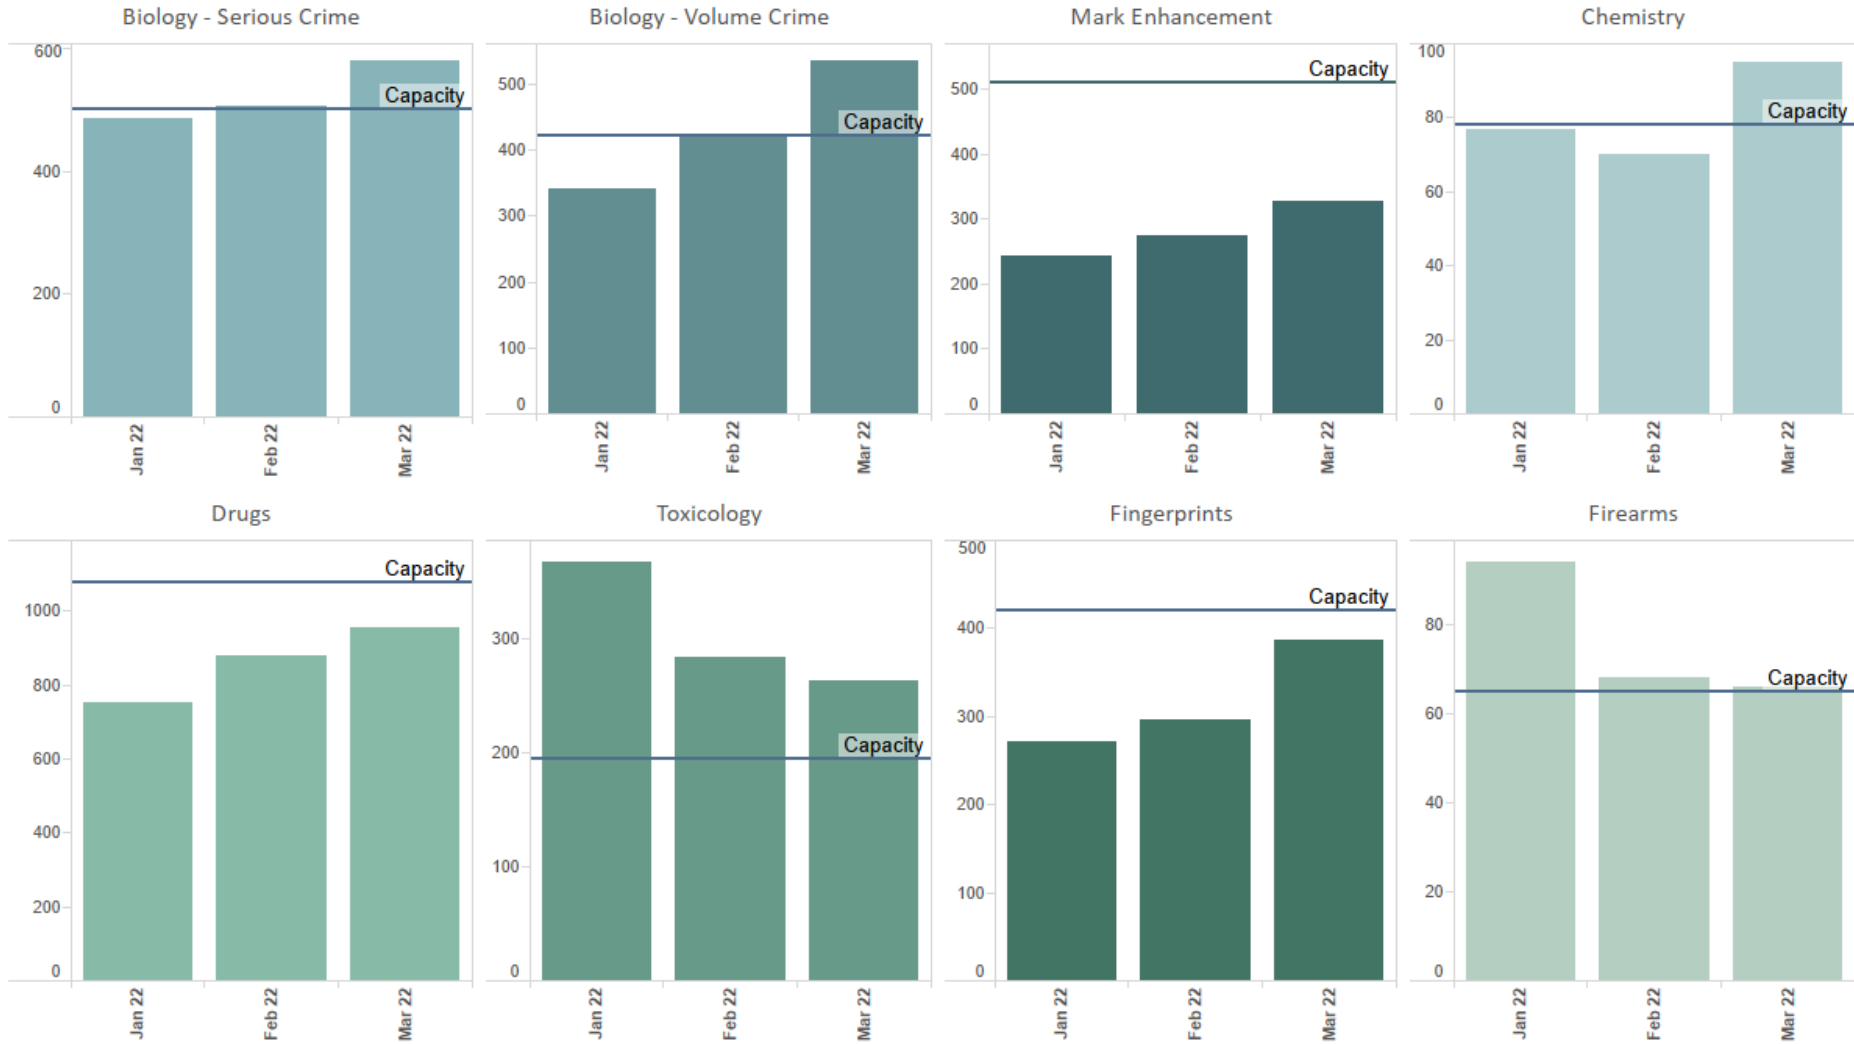 Biology - Serious Crime
600
400
200
0
Capacity
Jan 22
Feb 22
Mar 22
Biology - Volume Crime
500
400
300
200
100
0
Capacity
Jan 22
Feb 22
Mar 22
Mark Enhancement
500
400
300
200
100
0
Capacity
Jan 22
Feb 22
Mar 22
Chemistry
100
80
60
40
20
0
Capacity
Jan 22
Feb 22
Mar 22
Drugs
1000
800
600
400
200
0
Capacity
Jan 22
Feb 22
Mar 22
Toxicology
300
200
100
0
Capacity
Jan 22
Feb 22
Mar 22
Fingerprints
500
400
300
200
100
0
Capacity
Jan 22
Feb 22
Mar 22
Firearms
80
60
40
20
0
Capacity
Jan 22
Feb 22
Mar 22